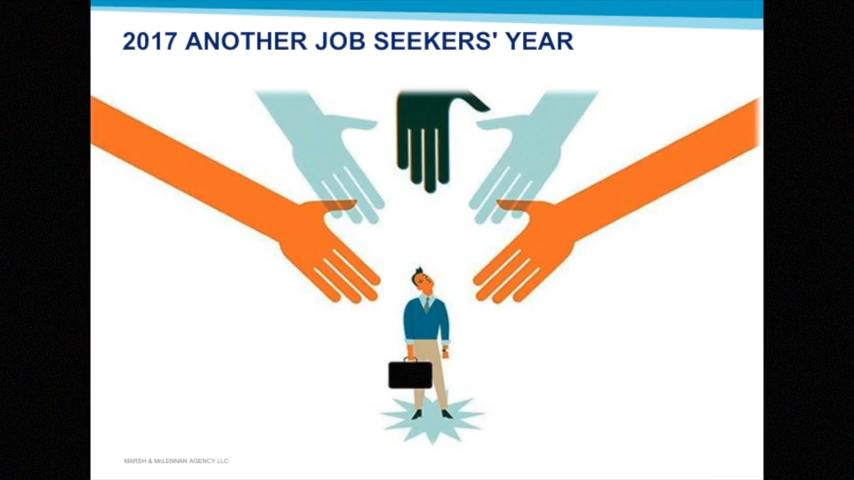 2017 ANOTHER JOB SEEKERS' YEAR
MARSH & McLENNAN AGENCY LLC